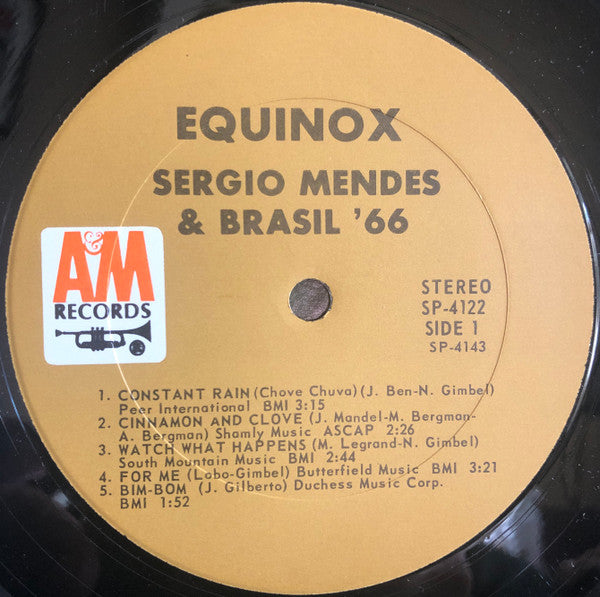 EQUINOX
SERGIO MENDES
& BRASIL '66
A&M
RECORDS
STEREO
SP-4122
SIDE 1
SP-4143
1. CONSTANT RAIN (Chove Chuva) (J. Ben-N. Gimbel)
Peer International BMI 3:15
2. CINNAMON AND CLOVE (J. Mandel-M. Bergman-
A. Bergman) Shamly Music ASCAP 2:26
3. WATCH WHAT HAPPENS (M. Legrand-N. Gimbel)
South Mountain Music BMI 2:44
4. FOR ME (Lobo-Gimbel) Butterfield Music BMI 3:21
5. BIM-BOM (J. Gilberto) Duchess Music Corp.
BMI 1:52